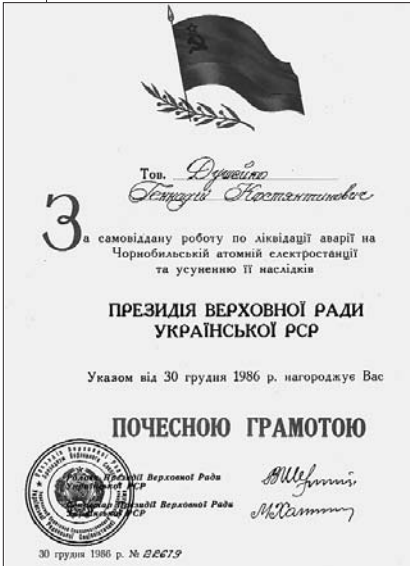 Тов.
Геннадій Костянтинович
За самовіддану роботу по ліквідації аварії на
Чорнобильській атомній електростанції
та усуненню її наслідків
ПРЕЗИДІЯ ВЕРХОВНОЇ РАДИ
УКРАЇНСЬКОЇ РСР
Указом від 30 грудня 1986 р. нагороджує Вас
ПОЧЕСНОЮ ГРАМОТОЮ
Голова Президії Верховної Ради
Української РСР
Секретар Президії Верховної Ради
Української РСР
30 грудня 1986 р. № 22679